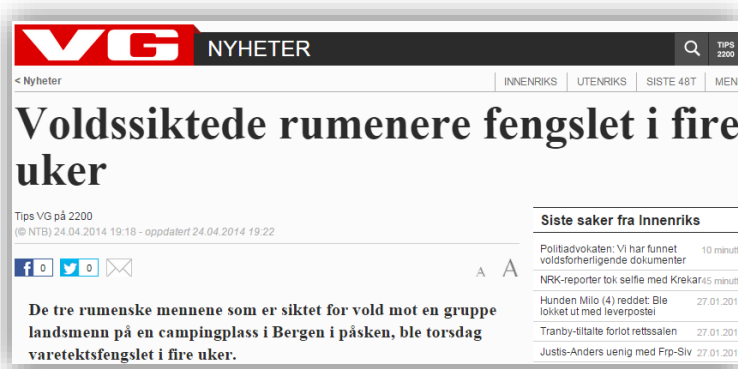 VG NYHETER
TIPS
2200
< Nyheter
INNENRIKS UTENRIKS SISTE 48T MEN
Voldssiktede rumenere fengslet i fire
uker
Tips VG på 2200
(© NTB) 24.04.2014 19:18 - oppdatert 24.04.2014 19:22
f 0 0
A A
De tre rumenske mennene som er siktet for vold mot en gruppe
landsmenn på en campingplass i Bergen i påsken, ble torsdag
varetektsfengslet i fire uker.
Siste saker fra Innenriks
Politiadvokaten: Vi har funnet 10 minutt
voldsforherligende dokumenter
NRK-reporter tok selfie med Krekar 45 minutt
Hunden Milo (4) reddet: Ble 27.01.201
lokket ut med leverpostei
Tranby-tiltalte forlot rettssalen 27.01.201
Justis-Anders uenig med Frp-Siv 27.01.201